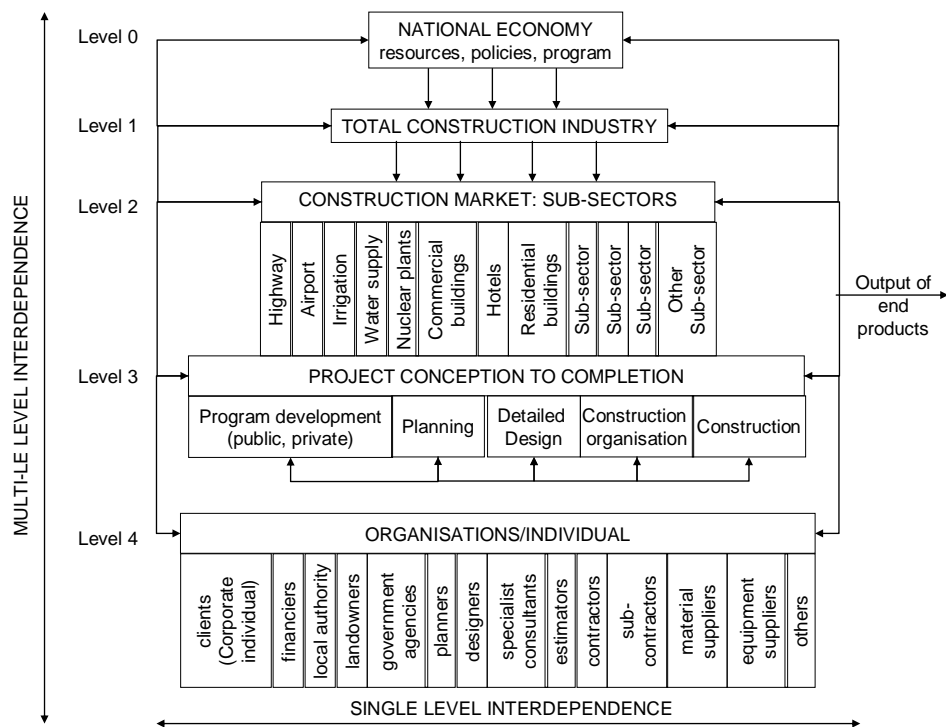 Level 0
NATIONAL ECONOMY
resources, policies, program
Level 1
TOTAL CONSTRUCTION INDUSTRY
Level 2
CONSTRUCTION MARKET: SUB-SECTORS
Highway
Airport
Irrigation
Water supply
Nuclear plants
Commercial
buildings
Hotels
Residential
buildings
Sub-sector
Sub-sector
Sub-sector
Other
Sub-sector
Output of
end
products
Level 3
PROJECT CONCEPTION TO COMPLETION
Program development
(public, private)
Planning
Detailed
Design
Construction
organisation
Construction
Level 4
ORGANISATIONS/INDIVIDUAL
clients
(Corporate
individual)
financiers
local authority
landowners
government
agencies
planners
designers
specialist
consultants
estimators
contractors
sub-
contractors
material
suppliers
equipment
suppliers
others
SINGLE LEVEL INTERDEPENDENCE
MULTI-LE LEVEL INTERDEPENDENCE